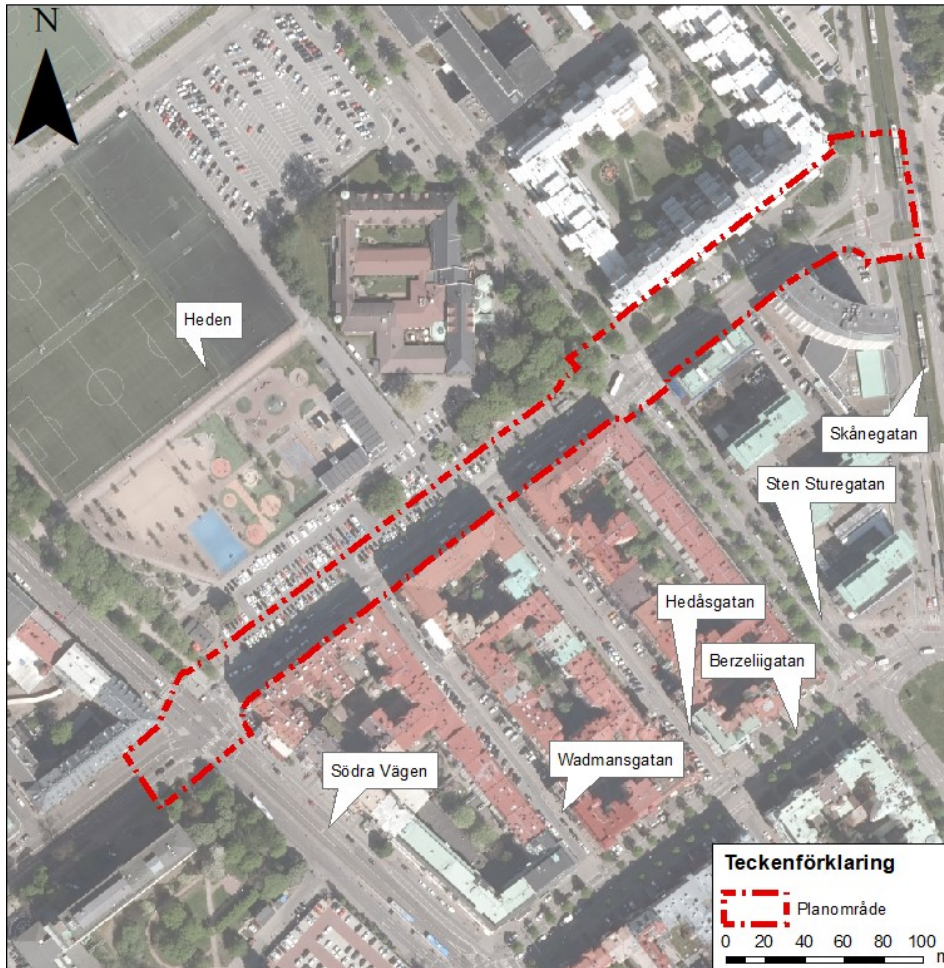 N
Heden
Skånegatan
Sten Sturegatan
Hedåsgatan
Berzeliigatan
Södra Vägen
Wadmansgatan
Teckenförklaring
Planområde
0 20 40 60 80 100
m